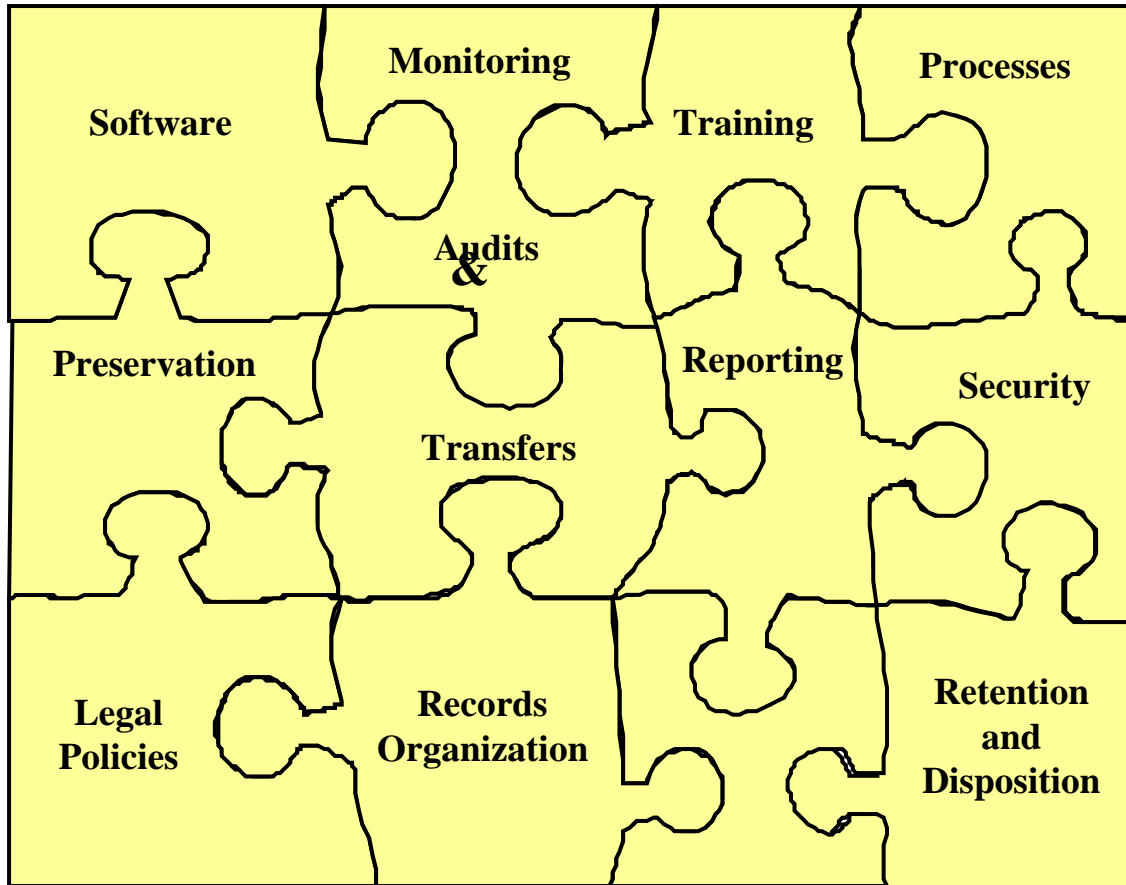 Software
Monitoring
&
Audits
Training
Processes
Preservation
Transfers
Reporting
Security
Legal
Policies
Records
Organization
Retention
and
Disposition